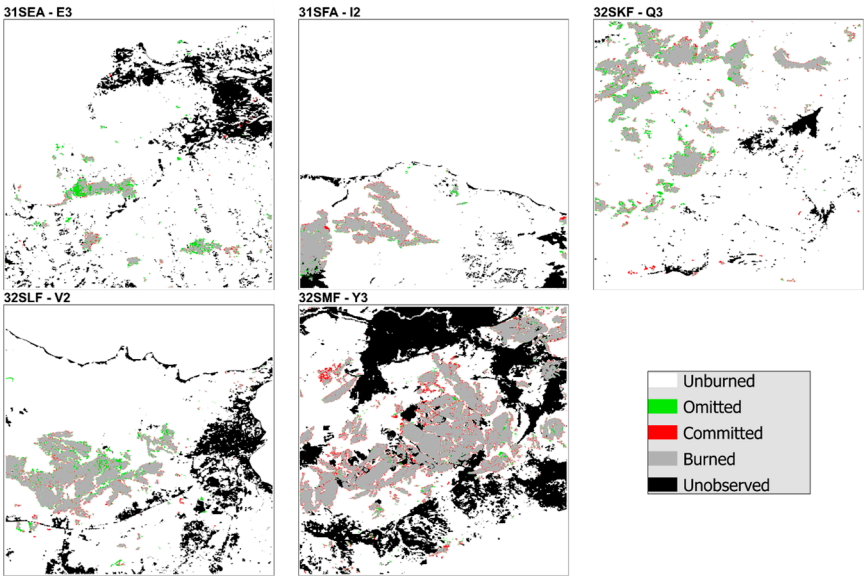 31SEA - E3
31SFA - I2
32SKF - Q3
32SLF - V2
32SMF - Y3
Unburned
Omitted
Committed
Burned
Unobserved